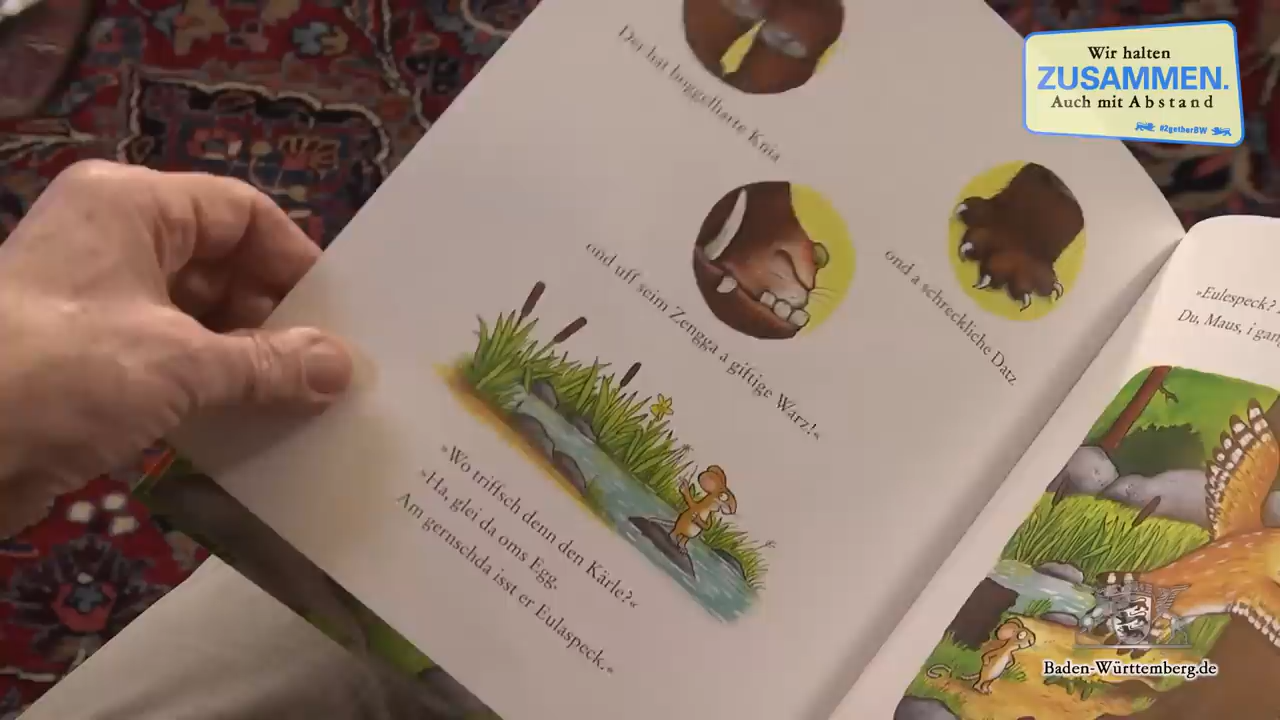 Wir halten
ZUSAMMEN.
Auch mit Abstand
#2getherBW
Der hat buggelharte Knia
ond uff seim Zengga a giftige Warz!«
ond a schreckliche Datz
»Wo triffsch denn den Kärle?«
»Ha, glei da oms Egg.
Am gernschda isst er Eulaspeck.«
»Eulespeck?
Du, Maus, i gan
Baden-Württemberg.de